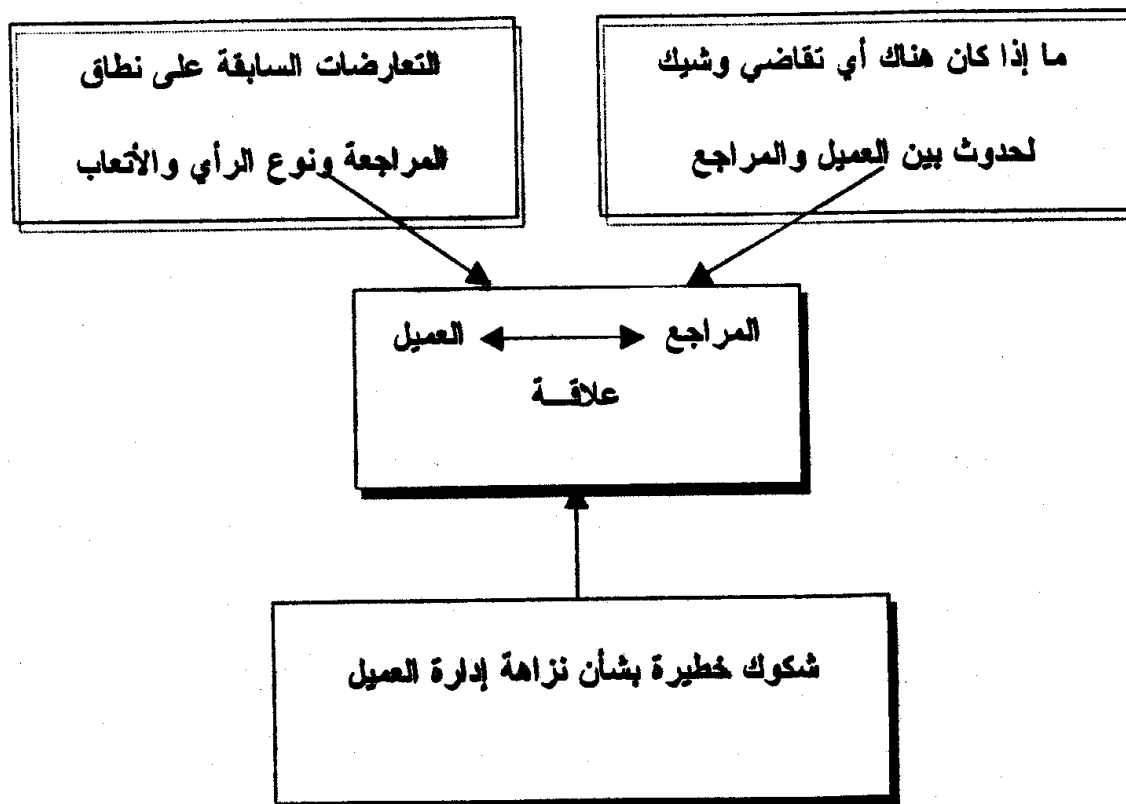 ما إذا كان هناك أي تقاضي وشيك
لحدوث بين العميل والمراجع
التعارضات السابقة على نطاق
المراجعة ونوع الرأي والأتعاب
المراجع العميل
علاقـــة
شكوك خطيرة بشأن نزاهة إدارة العميل